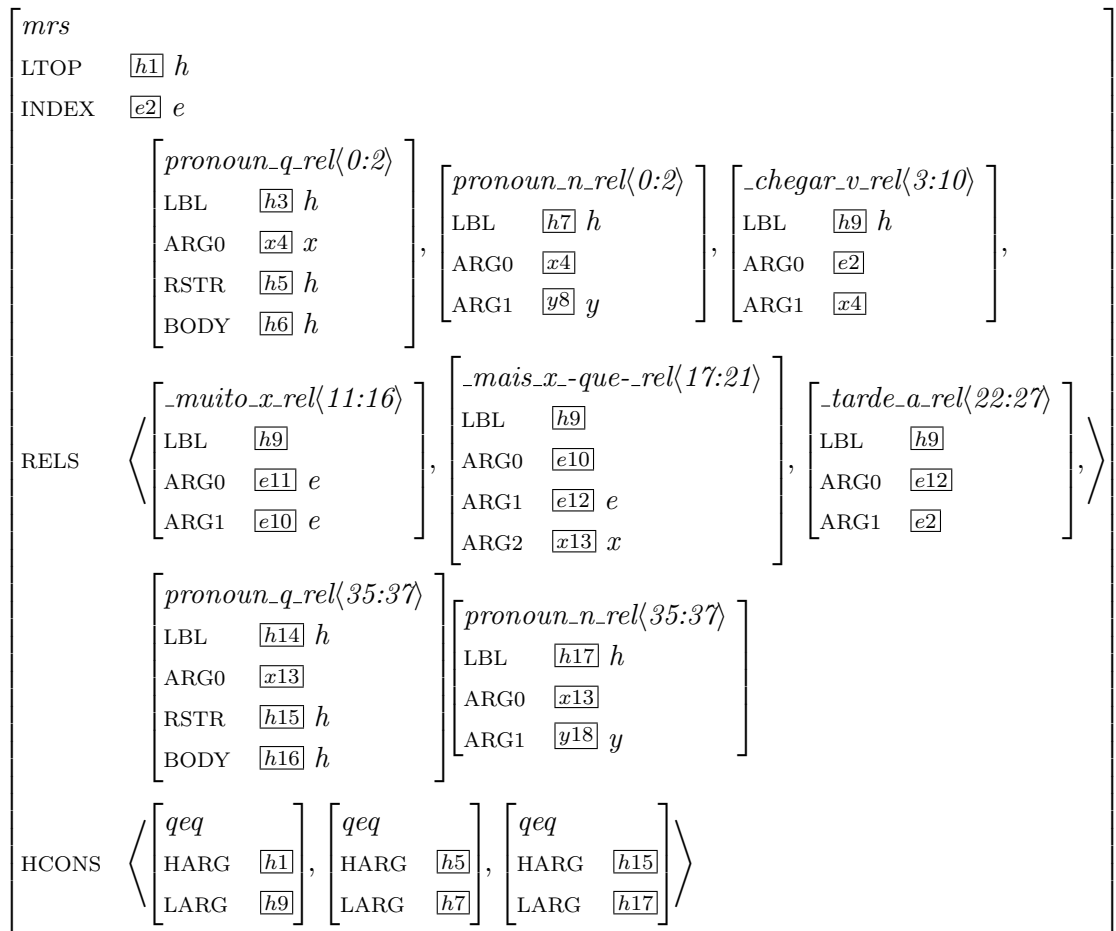 mrs
LTOP h1 h
INDEX e2 e
pronoun_q_rel⟨0:2⟩
LBL h3 h
ARG0 x4 x
RSTR h5 h
BODY h6 h
,
pronoun_n_rel⟨0:2⟩
LBL h7 h
ARG0 x4
ARG1 y8 y
,
_chegar_v_rel⟨3:10⟩
LBL h9 h
ARG0 e2
ARG1 x4
,
RELS ⟨
_muito_x_rel⟨11:16⟩
LBL h9
ARG0 e11 e
ARG1 e10 e
,
_mais_x_-que-_rel⟨17:21⟩
LBL h9
ARG0 e10
ARG1 e12 e
ARG2 x13 x
,
_tarde_a_rel⟨22:27⟩
LBL h9
ARG0 e12
ARG1 e2
, ⟩
pronoun_q_rel⟨35:37⟩
LBL h14 h
ARG0 x13
RSTR h15 h
BODY h16 h
pronoun_n_rel⟨35:37⟩
LBL h17 h
ARG0 x13
ARG1 y18 y
HCONS ⟨
qeq
HARG h1
LARG h9
,
qeq
HARG h5
LARG h7
,
qeq
HARG h15
LARG h17
⟩